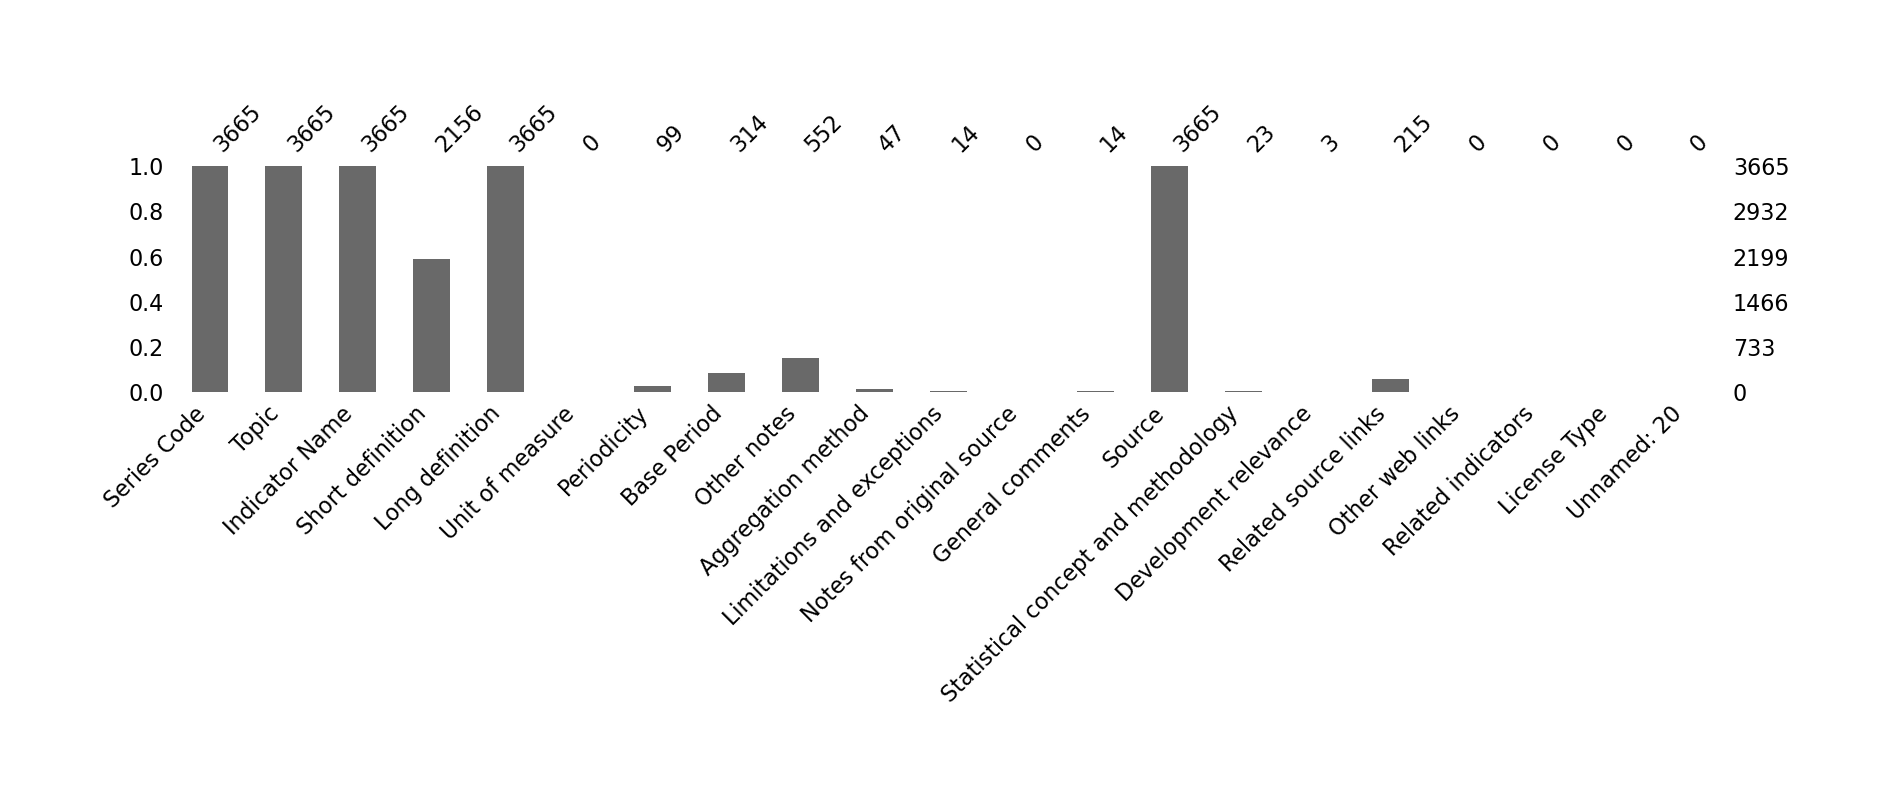 3665
3665
3665
2156
3665
0
99
314
552
47
14
0
14
3665
23
3
215
0
0
0
0
1.0
3665
0.8
2932
0.6
2199
0.4
1466
0.2
733
0.0
0
Series Code
Topic
Indicator Name
Short definition
Long definition
Unit of measure
Periodicity
Base Period
Other notes
Aggregation method
Limitations and exceptions
Notes from original source
General comments
Source
Statistical concept and methodology
Development relevance
Related source links
Other web links
Related indicators
License Type
Unnamed: 20